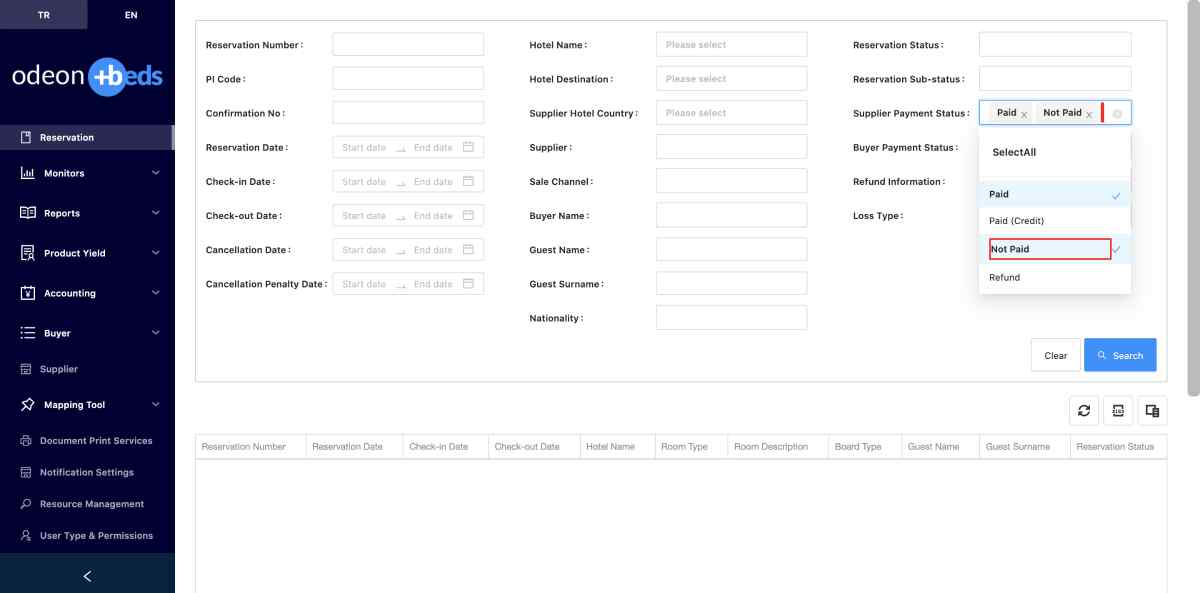 TR
EN
odeon +beds
Reservation
Monitors
Reports
Product Yield
Accounting
Buyer
Supplier
Mapping Tool
Document Print Services
Notification Settings
Resource Management
User Type & Permissions
Reservation Number :
PI Code :
Confirmation No :
Reservation Date : Start date End date
Check-in Date : Start date End date
Check-out Date : Start date End date
Cancellation Date : Start date End date
Cancellation Penalty Date : Start date End date
Hotel Name : Please select
Hotel Destination : Please select
Supplier Hotel Country : Please select
Supplier :
Sale Channel :
Buyer Name :
Guest Name :
Guest Surname :
Nationality :
Reservation Status :
Reservation Sub-status :
Supplier Payment Status : Paid Not Paid
Buyer Payment Status :
Refund Information :
Loss Type :
SelectAll
Paid
Paid (Credit)
Not Paid
Refund
Clear
Search
Reservation Number Reservation Date Check-in Date Check-out Date Hotel Name Room Type Room Description Board Type Guest Name Guest Surname Reservation Status